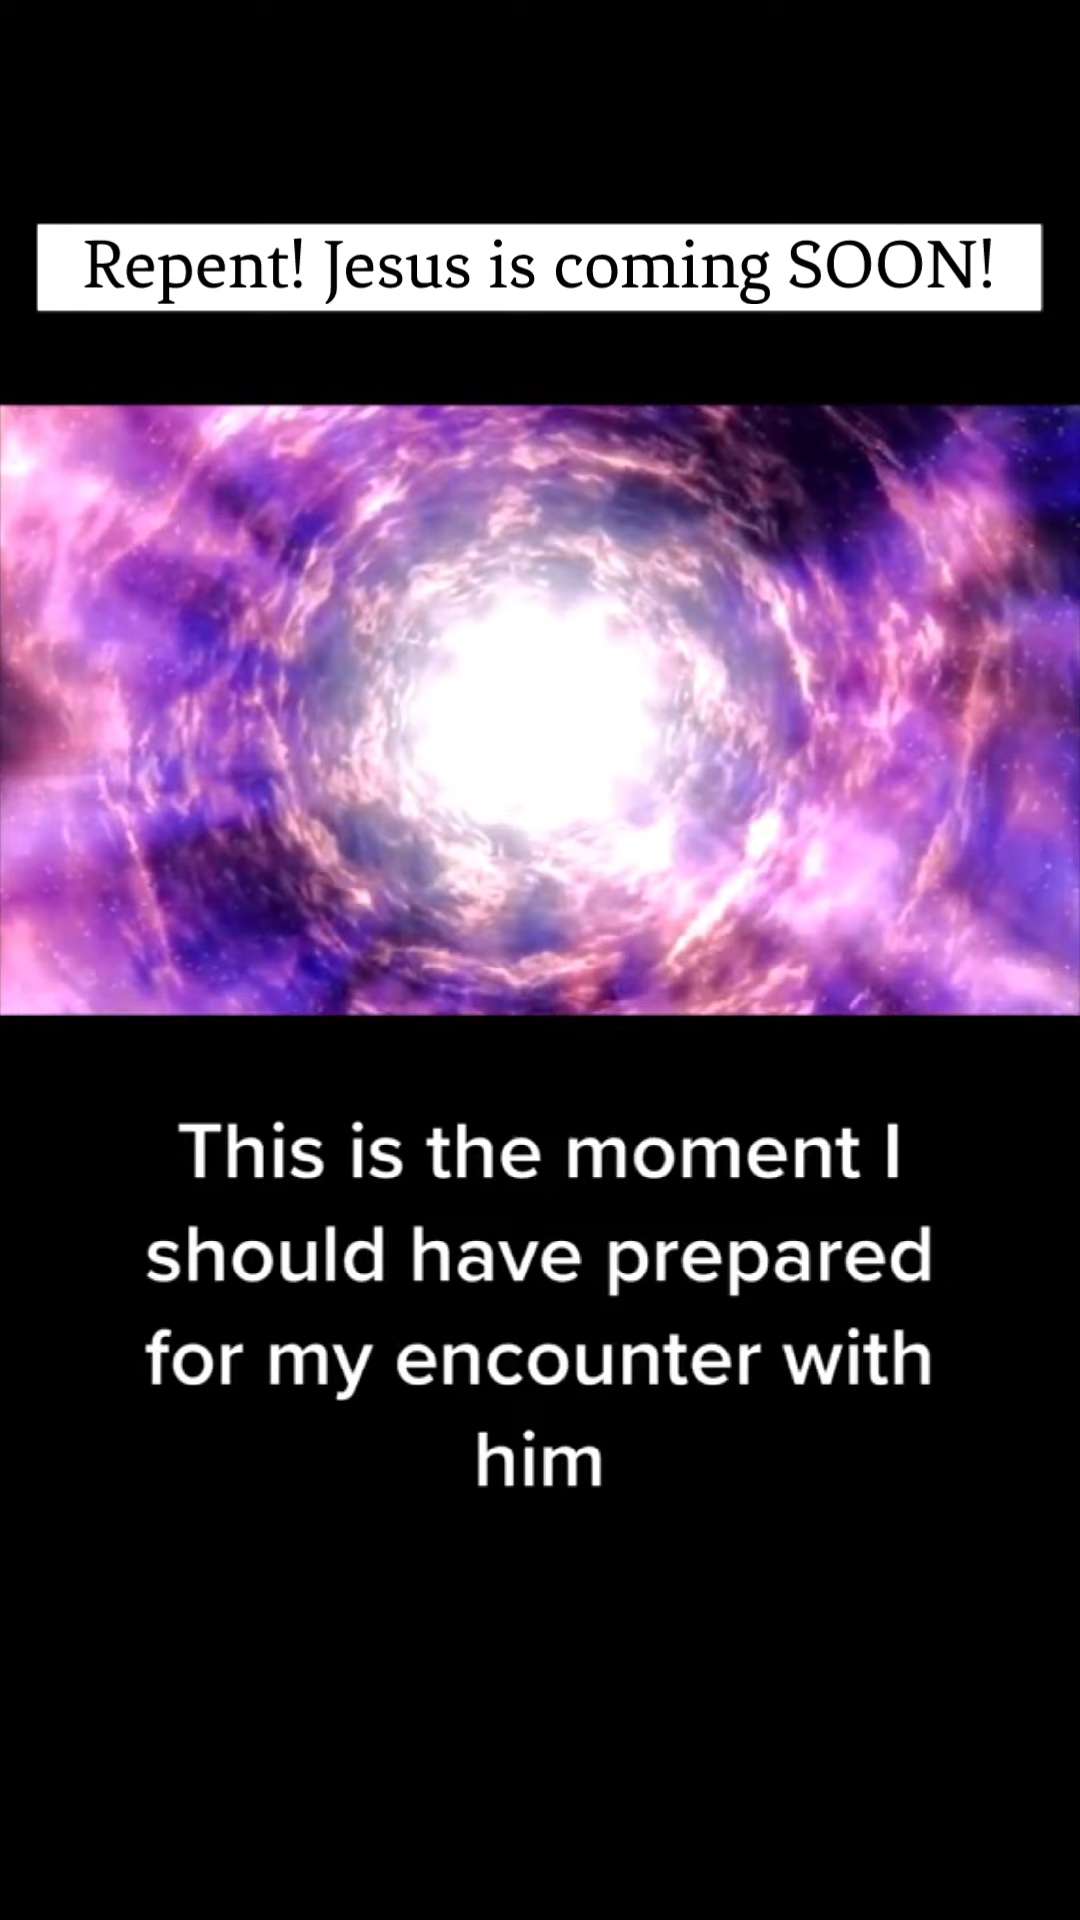 Repent! Jesus is coming SOON!
This is the moment I
should have prepared
for my encounter with
him